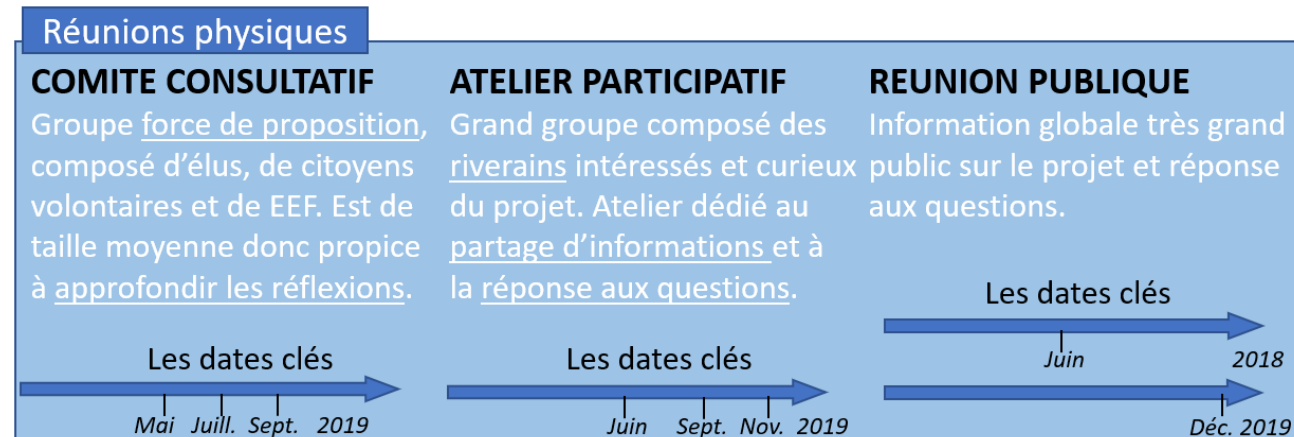 Réunions physiques
COMITE CONSULTATIF
Groupe force de proposition,
composé d'élus, de citoyens
volontaires et de EEF. Est de
taille moyenne donc propice
à approfondir les réflexions.
Les dates clés
Mai Juill. Sept. 2019
ATELIER PARTICIPATIF
Grand groupe composé des
riverains intéressés et curieux
du projet. Atelier dédié au
partage d'informations et à
la réponse aux questions.
Les dates clés
Juin Sept. Nov. 2019
REUNION PUBLIQUE
Information globale très grand
public sur le projet et réponse
aux questions.
Les dates clés
Juin 2018
Déc. 2019